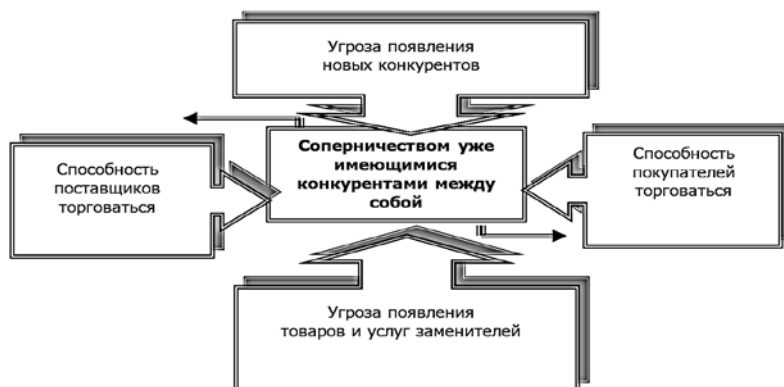 Угроза появления
новых конкурентов
Способность
поставщиков
торговаться
Соперничеством уже
имеющимися
конкурентами между
собой
Способность
покупателей
торговаться
Угроза появления
товаров и услуг заменителей